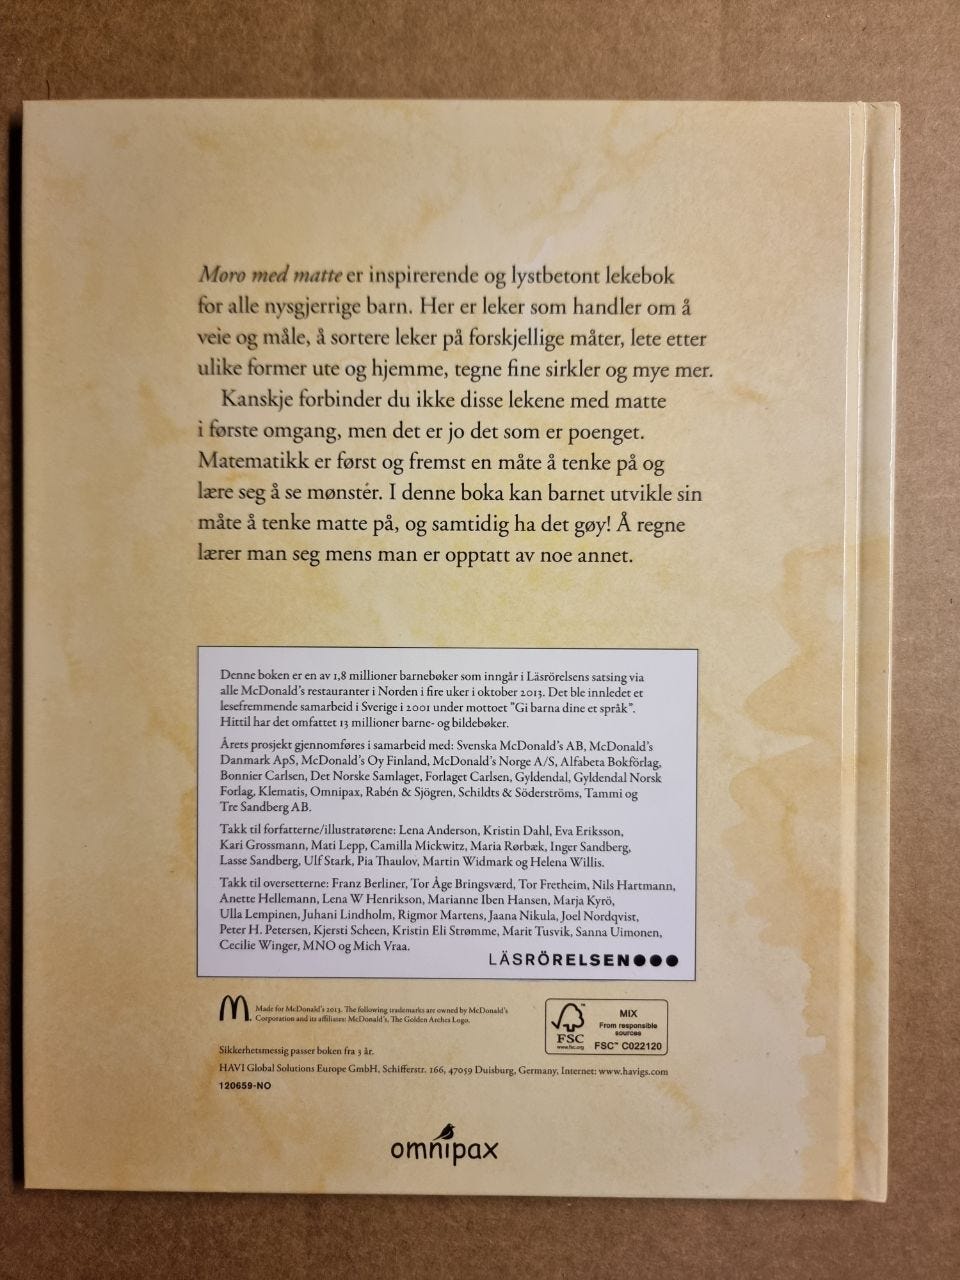 Moro med matte er inspirerende og lystbetont lekebok
for alle nysgjerrige barn. Her er leker som handler om å
veie og måle, å sortere leker på forskjellige måter, lete etter
ulike former ute og hjemme, tegne fine sirkler og mye mer.
Kanskje forbinder du ikke disse lekene med matte
i første omgang, men det er jo det som er poenget.
Matematikk er først og fremst en måte å tenke på og
lære seg å se mønstér. I denne boka kan barnet utvikle sin
måte å tenke matte på, og samtidig ha det gøy! Å regne
lærer man seg mens man er opptatt av noe annet.
Denne boken er en av 1,8 millioner barnebøker som inngår i Läsrörelsens satsing via
alle McDonald's restauranter i Norden i fire uker i oktober 2013. Det ble innledet et
lesefremmende samarbeid i Sverige i 2001 under mottoet "Gi barna dine et språk".
Hittil har det omfattet 13 millioner barne- og bildebøker.
Årets prosjekt gjennomføres i samarbeid med: Svenska McDonald's AB, McDonald's
Danmark ApS, McDonald's Oy Finland, McDonald's Norge A/S, Alfabeta Bokförlag,
Bonnier Carlsen, Det Norske Samlaget, Forlaget Carlsen, Gyldendal, Gyldendal Norsk
Forlag, Klematis, Omnipax, Rabén & Sjögren, Schildts & Söderströms, Tammi og
Tre Sandberg AB.
Takk til forfatterne/illustratørene: Lena Anderson, Kristin Dahl, Eva Eriksson,
Kari Grossmann, Mati Lepp, Camilla Mickwitz, Maria Rørbæk, Inger Sandberg,
Lasse Sandberg, Ulf Stark, Pia Thaulov, Martin Widmark og Helena Willis.
Takk til oversetterne: Franz Berliner, Tor Åge Bringsværd, Tor Fretheim, Nils Hartmann,
Anette Hellemann, Lena W Henrikson, Marianne Iben Hansen, Marja Kyrö,
Ulla Lempinen, Juhani Lindholm, Rigmor Martens, Jaana Nikula, Joel Nordqvist,
Peter H. Petersen, Kjersti Scheen, Kristin Eli Strømme, Marit Tusvik, Sanna Uimonen,
Cecilie Winger, MNO og Mich Vraa.
LÄSRÖRELSEN●●●
Made for McDonald's 2013. The following trademarks are owned by McDonald's
Corporation and its affiliates: McDonald's, The Golden Arches Logo.
FSC
www.fsc.org
MIX
From responsible
sources
FSC™ C022120
Sikkerhetsmessig passer boken fra 3 år.
HAVI Global Solutions Europe GmbH, Schifferstr. 166, 47059 Duisburg, Germany, Internet: www.havigs.com
120659-NO
omnipax